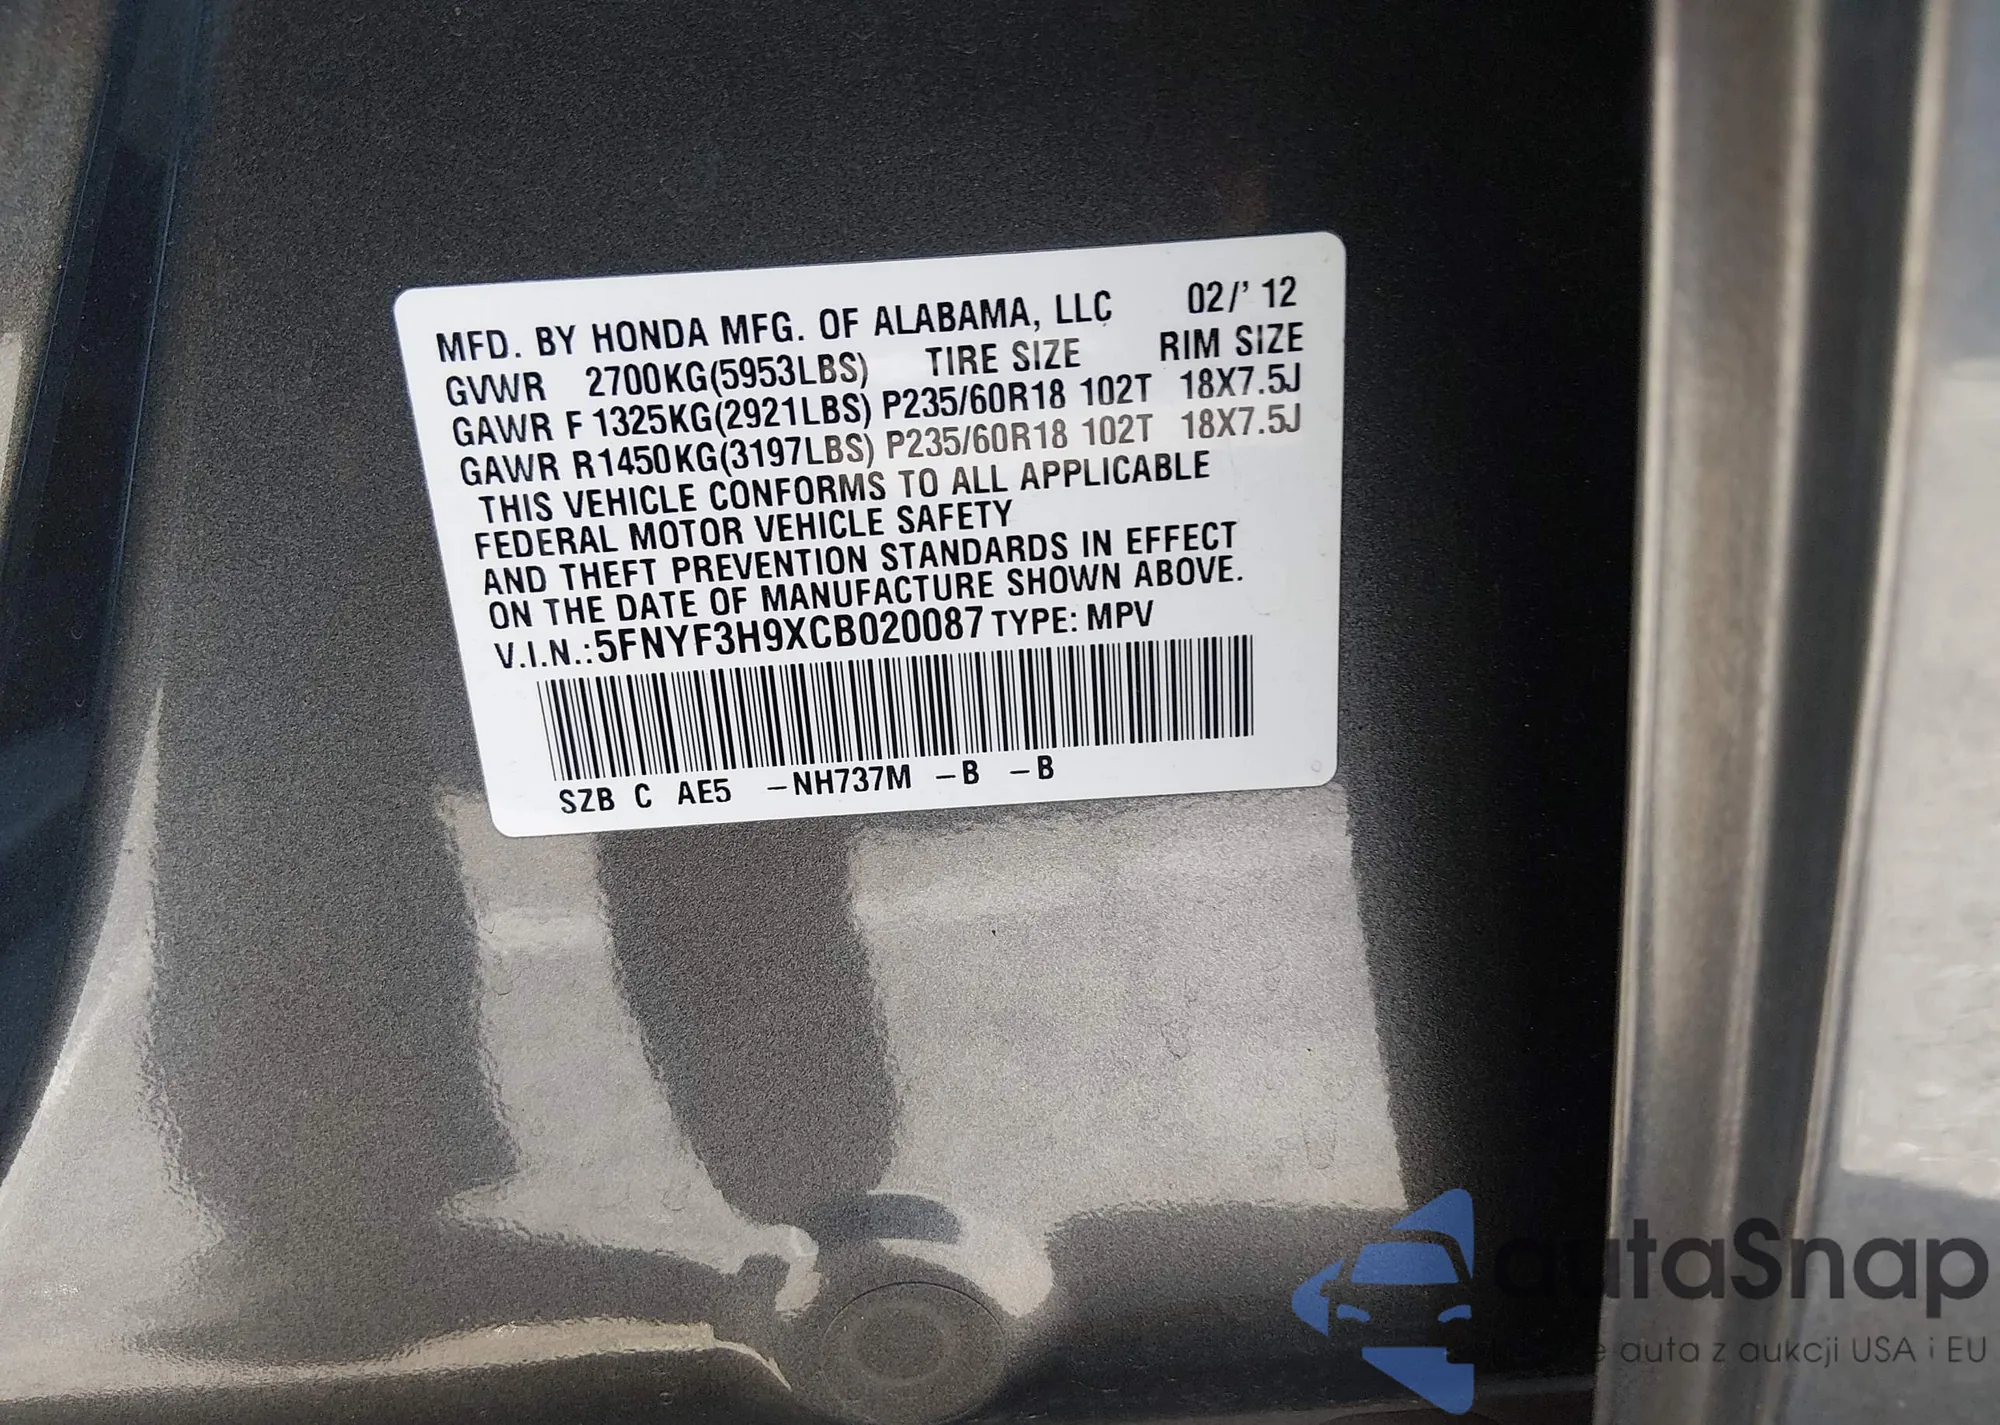 MFD. BY HONDA MFG. OF ALABAMA, LLC 02/' 12
GVWR 2700KG(5953LBS) TIRE SIZE RIM SIZE
GAWR F 1325KG(2921LBS) P235/60R18 102T 18X7.5J
GAWR R1450KG(3197LBS) P235/60R18 102T 18X7.5J
THIS VEHICLE CONFORMS TO ALL APPLICABLE
FEDERAL MOTOR VEHICLE SAFETY
AND THEFT PREVENTION STANDARDS IN EFFECT
ON THE DATE OF MANUFACTURE SHOWN ABOVE.
V.I.N.:5FNYF3H9XCB020087 TYPE: MPV
SZB C AE5 -NH737M -B -B
autaSnap
auta z aukcji USA i EU